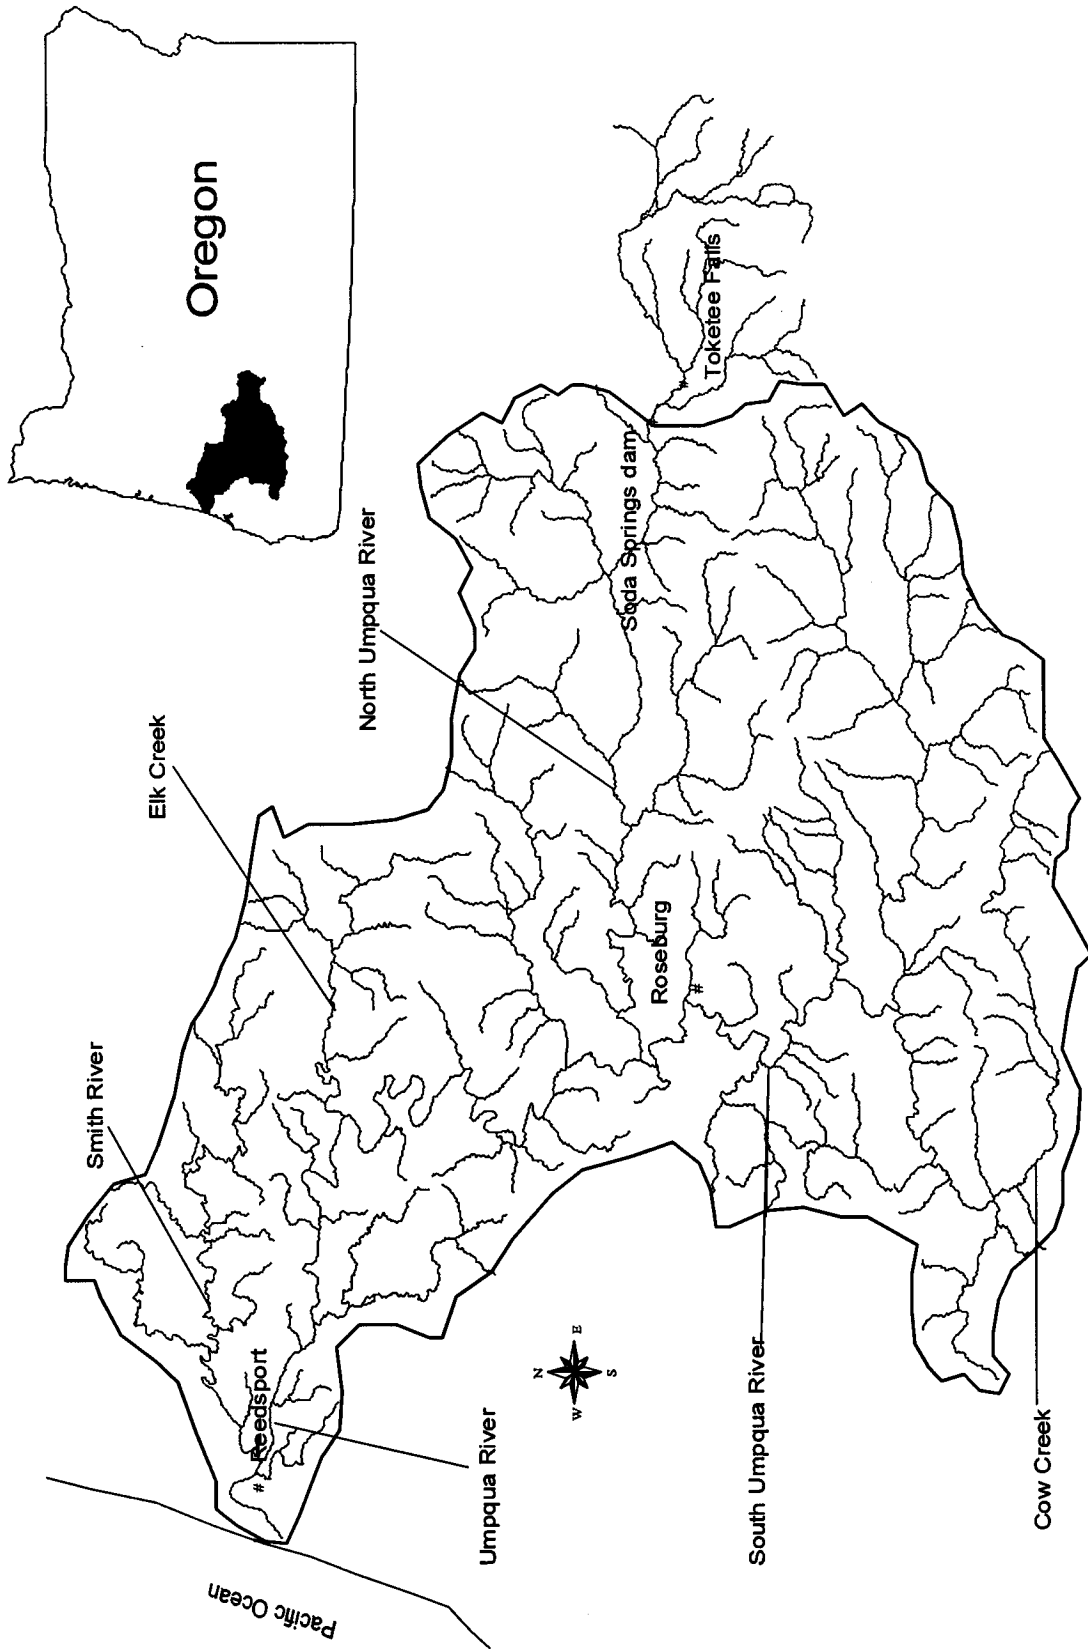 Oregon
North Umpqua River
Elk Creek
Smith River
Toketee Falls
Soda Springs dam
Roseburg
#
#
#
Reedsport
N
E
S
W
Umpqua River
South Umpqua River
Cow Creek
Pacific Ocean